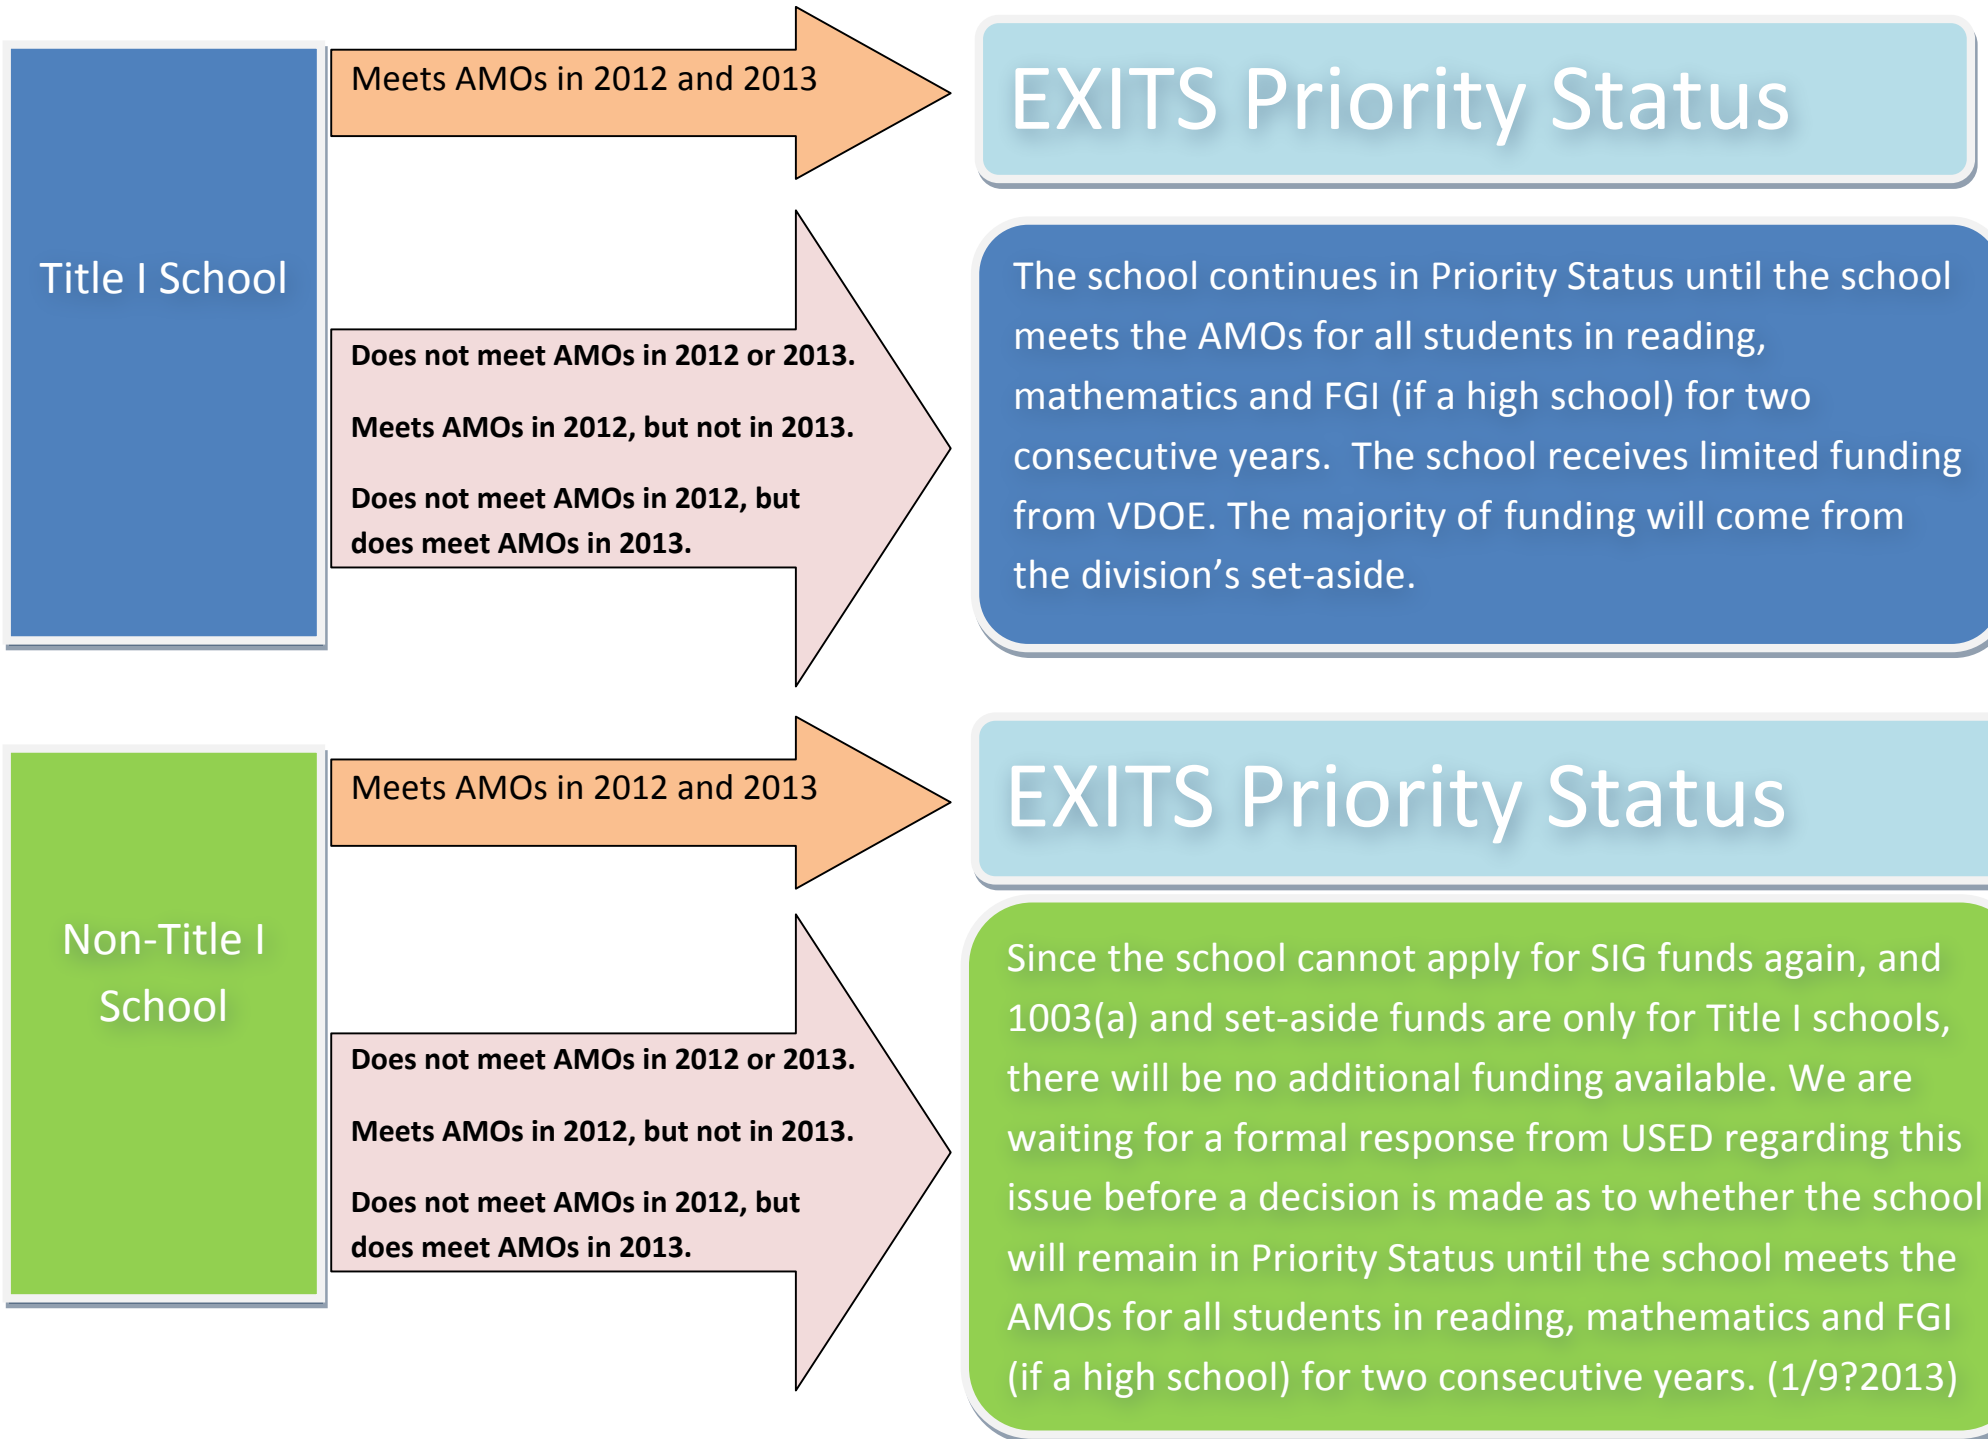 Title I School
Meets AMOs in 2012 and 2013
EXITS Priority Status
Does not meet AMOs in 2012 or 2013.
Meets AMOs in 2012, but not in 2013.
Does not meet AMOs in 2012, but
does meet AMOs in 2013.
The school continues in Priority Status until the school
meets the AMOs for all students in reading,
mathematics and FGI (if a high school) for two
consecutive years.  The school receives limited funding
from VDOE. The majority of funding will come from
the division’s set-aside.
Non-Title I
School
Meets AMOs in 2012 and 2013
EXITS Priority Status
Does not meet AMOs in 2012 or 2013.
Meets AMOs in 2012, but not in 2013.
Does not meet AMOs in 2012, but
does meet AMOs in 2013.
Since the school cannot apply for SIG funds again, and
1003(a) and set-aside funds are only for Title I schools,
there will be no additional funding available. We are
waiting for a formal response from USED regarding this
issue before a decision is made as to whether the school
will remain in Priority Status until the school meets the
AMOs for all students in reading, mathematics and FGI
(if a high school) for two consecutive years. (1/9?2013)